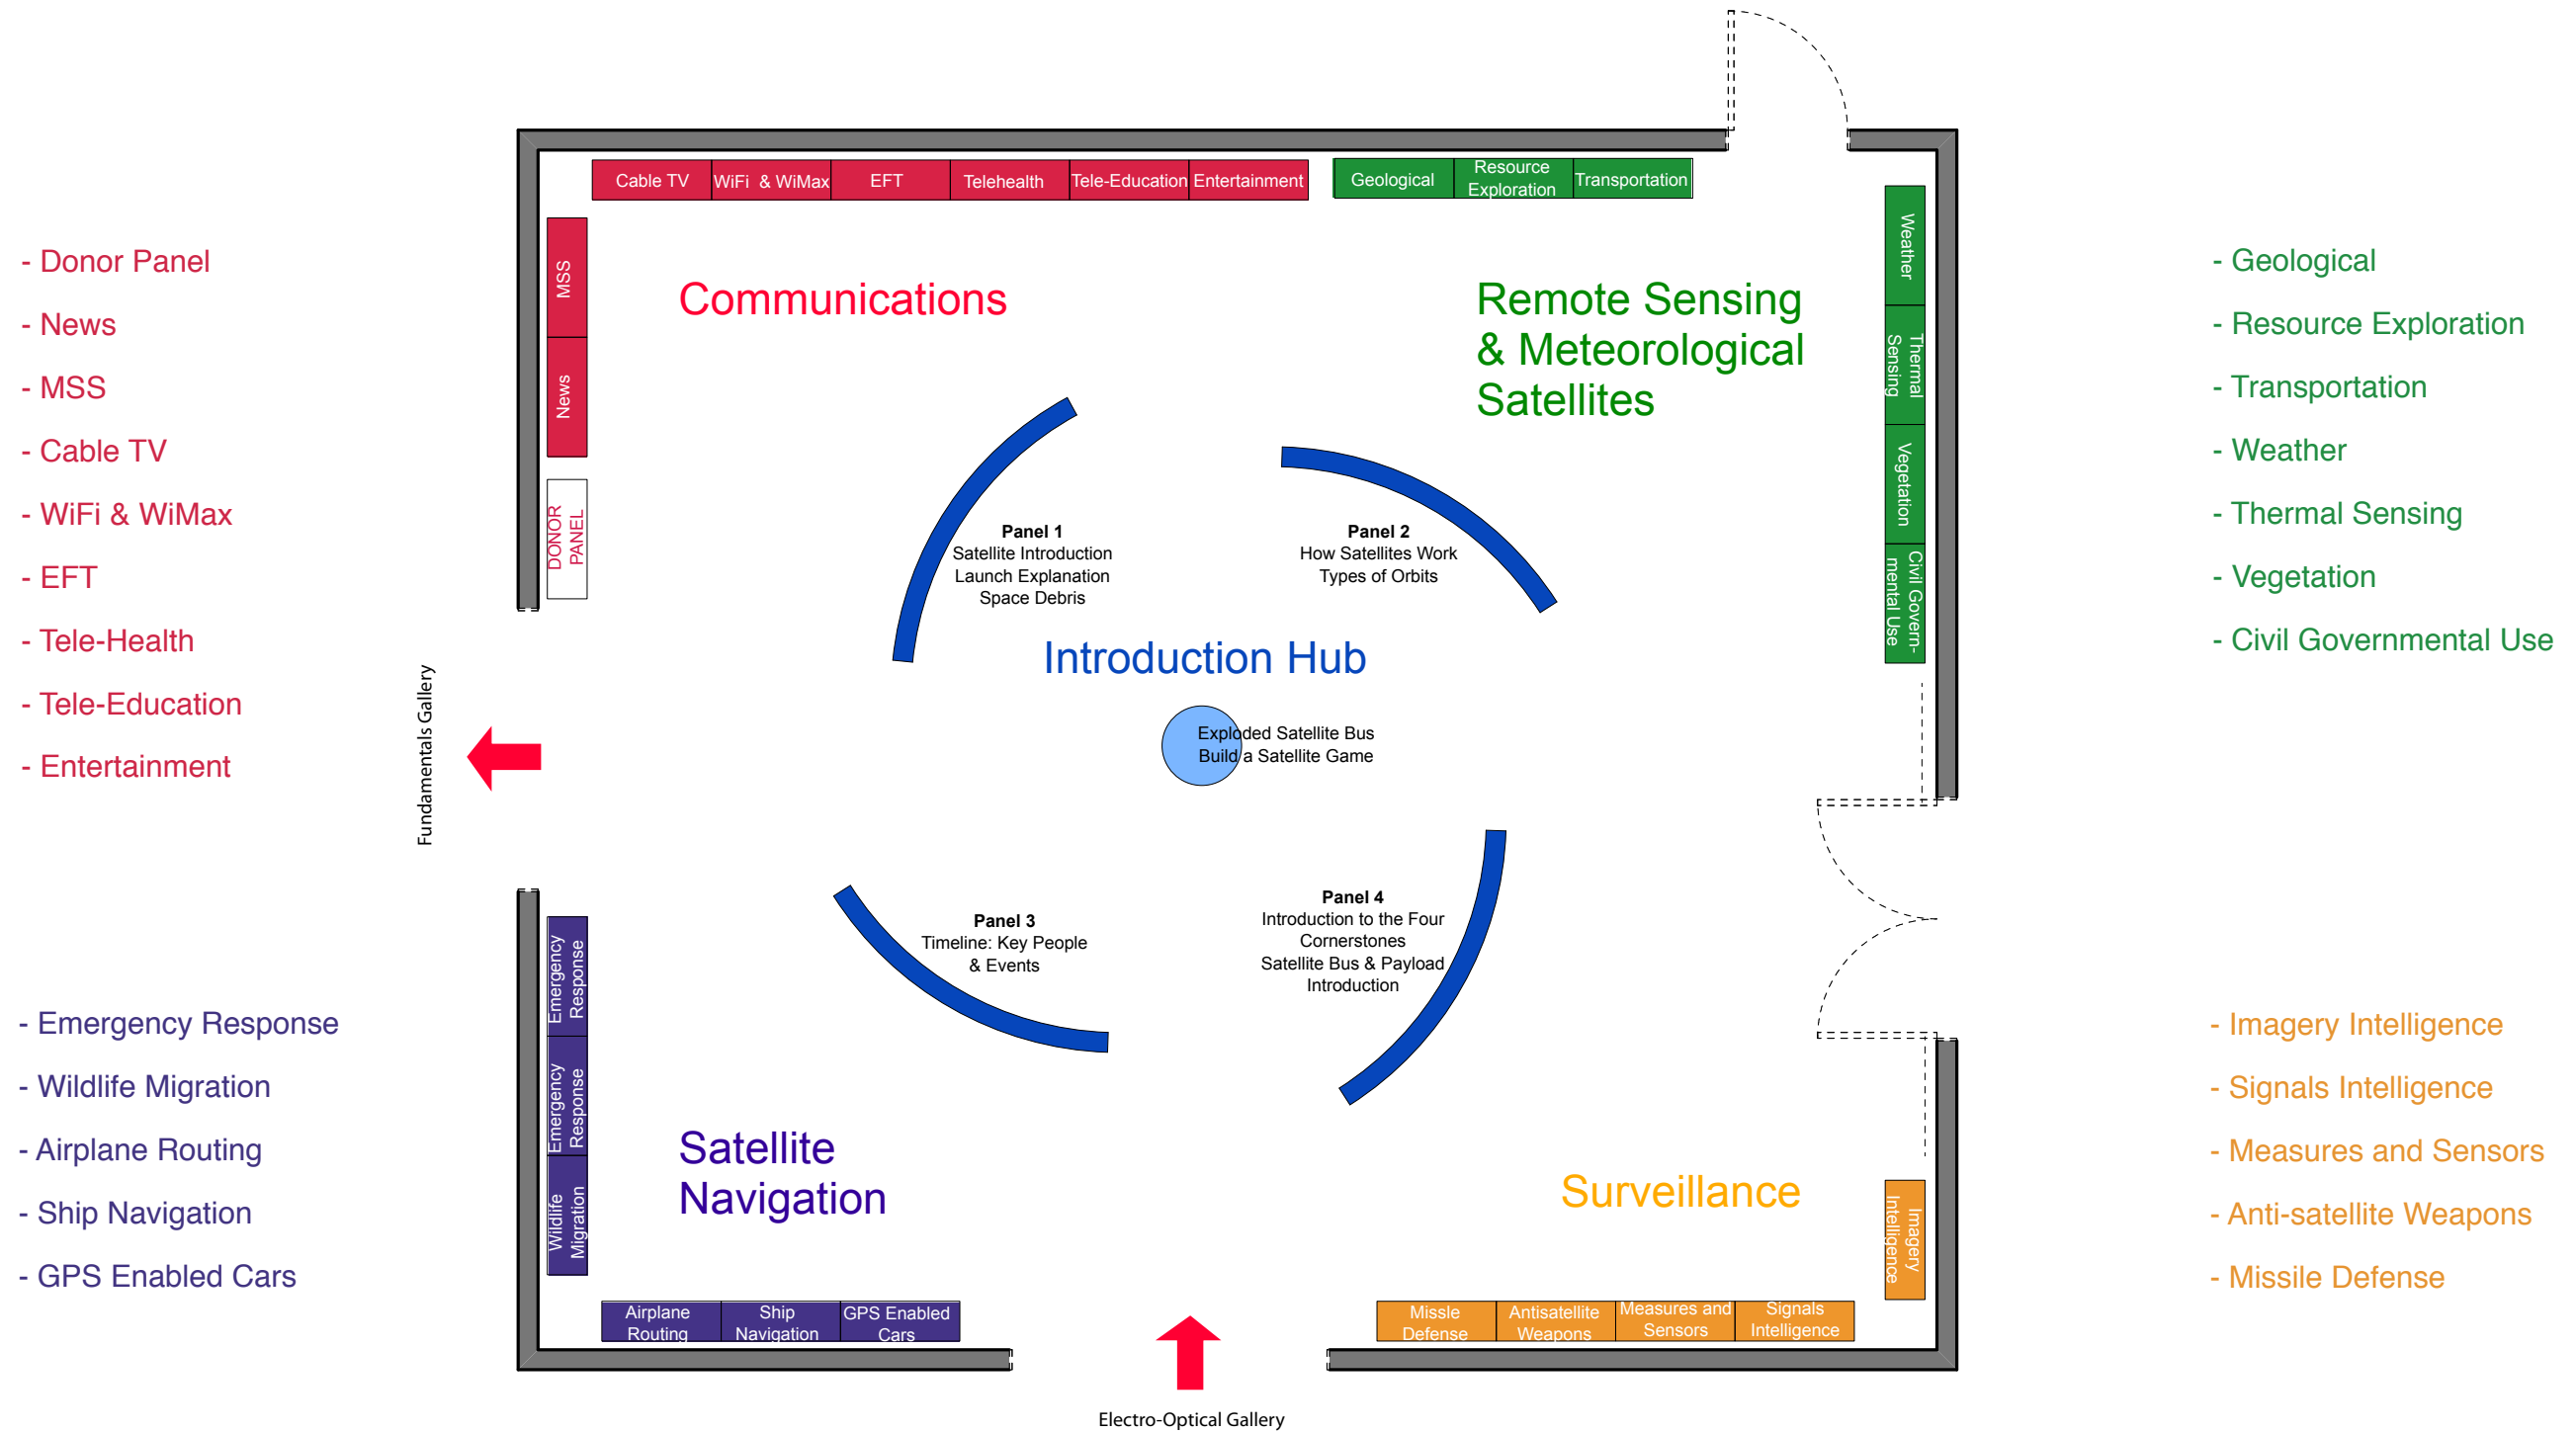 Cable TV
WiFi & WiMax
EFT
Telehealth
Tele-Education
Entertainment
Geological
Resource
Exploration
Transportation
MSS
News
DONOR
PANEL
Weather
Thermal
Sensing
Vegetation
Civil Govern-
mental Use
- Donor Panel
- News
- MSS
- Cable TV
- WiFi & WiMax
- EFT
- Tele-Health
- Tele-Education
- Entertainment
Communications
Remote Sensing
& Meteorological
Satellites
- Geological
- Resource Exploration
- Transportation
- Weather
- Thermal Sensing
- Vegetation
- Civil Governmental Use
Panel 1
Satellite Introduction
Launch Explanation
Space Debris
Panel 2
How Satellites Work
Types of Orbits
Introduction Hub
Exploded Satellite Bus
Build a Satellite Game
Fundamentals Gallery
Panel 3
Timeline: Key People
& Events
Panel 4
Introduction to the Four
Cornerstones
Satellite Bus & Payload
Introduction
- Emergency Response
- Wildlife Migration
- Airplane Routing
- Ship Navigation
- GPS Enabled Cars
Emergency
Response
Emergency
Response
Wildlife
Migration
Satellite
Navigation
Surveillance
Imagery
Intelligence
- Imagery Intelligence
- Signals Intelligence
- Measures and Sensors
- Anti-satellite Weapons
- Missile Defense
Airplane
Routing
Ship
Navigation
GPS Enabled
Cars
Missle
Defense
Antisatellite
Weapons
Measures and
Sensors
Signals
Intelligence
Electro-Optical Gallery